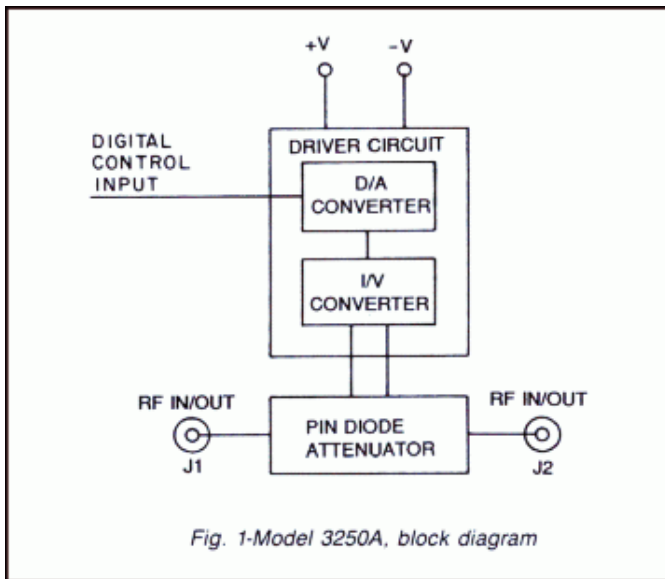 +V
-V
DIGITAL
CONTROL
INPUT
DRIVER CIRCUIT
D/A
CONVERTER
I/V
CONVERTER
RF IN/OUT
J1
PIN DIODE
ATTENUATOR
RF IN/OUT
J2
Fig. 1-Model 3250A, block diagram